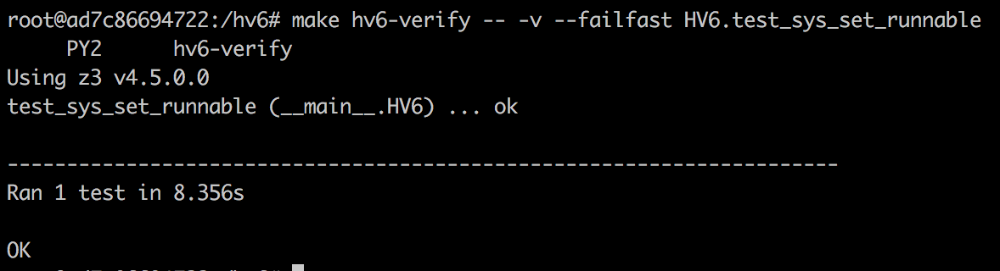 root@ad7c86694722:/hv6# make hv6-verify -- -v --failfast HV6.test_sys_set_runnable
PY2 hv6-verify
Using z3 v4.5.0.0
test_sys_set_runnable (__main__.HV6) ... ok
----------------------------------------------------------------------
Ran 1 test in 8.356s
OK